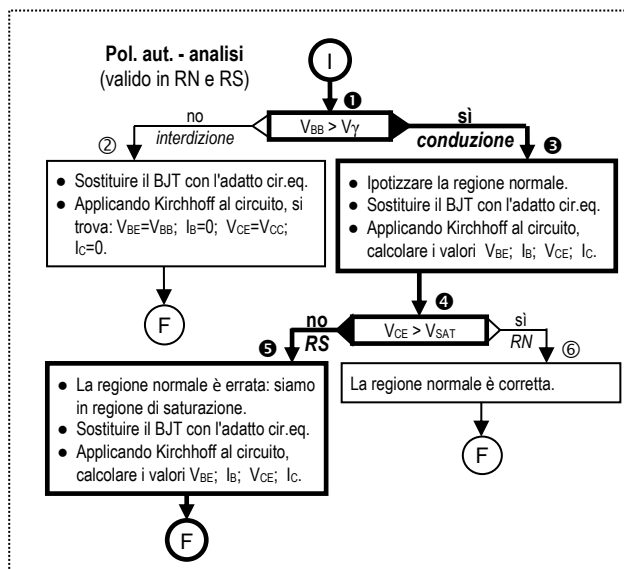 Pol. aut. - analisi
(valido in RN e RS)
I
❶
no
interdizione
V_BB > Vγ
sì
conduzione
②
❸
● Sostituire il BJT con l'adatto cir.eq.
● Applicando Kirchhoff al circuito, si
trova: V_BE=V_BB; I_B=0; V_CE=V_CC;
I_C=0.
● Ipotizzare la regione normale.
● Sostituire il BJT con l'adatto cir.eq.
● Applicando Kirchhoff al circuito,
calcolare i valori V_BE; I_B; V_CE; I_C.
F
❹
no
RS
V_CE > V_SAT
sì
RN
❺
⑥
● La regione normale è errata: siamo
in regione di saturazione.
● Sostituire il BJT con l'adatto cir.eq.
● Applicando Kirchhoff al circuito,
calcolare i valori V_BE; I_B; V_CE; I_C.
La regione normale è corretta.
F
F